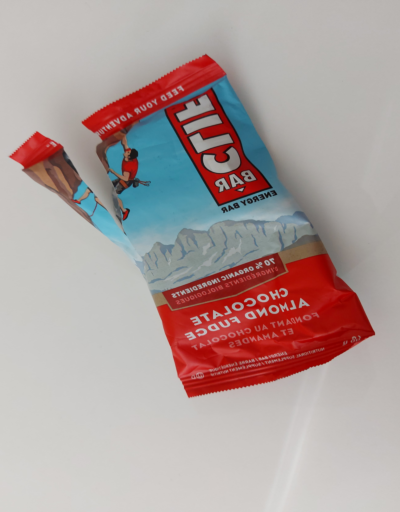 FEED YOUR ADVENTU
CLIF
BAR
ENERGY BAR
70% ORGANIC INGREDIENTS
INGRÉDIENTS BIOLOGIQUES
CHOCOLATE
ALMOND FUDGE
FONDANT AU CHOCOLAT
ET AMANDES